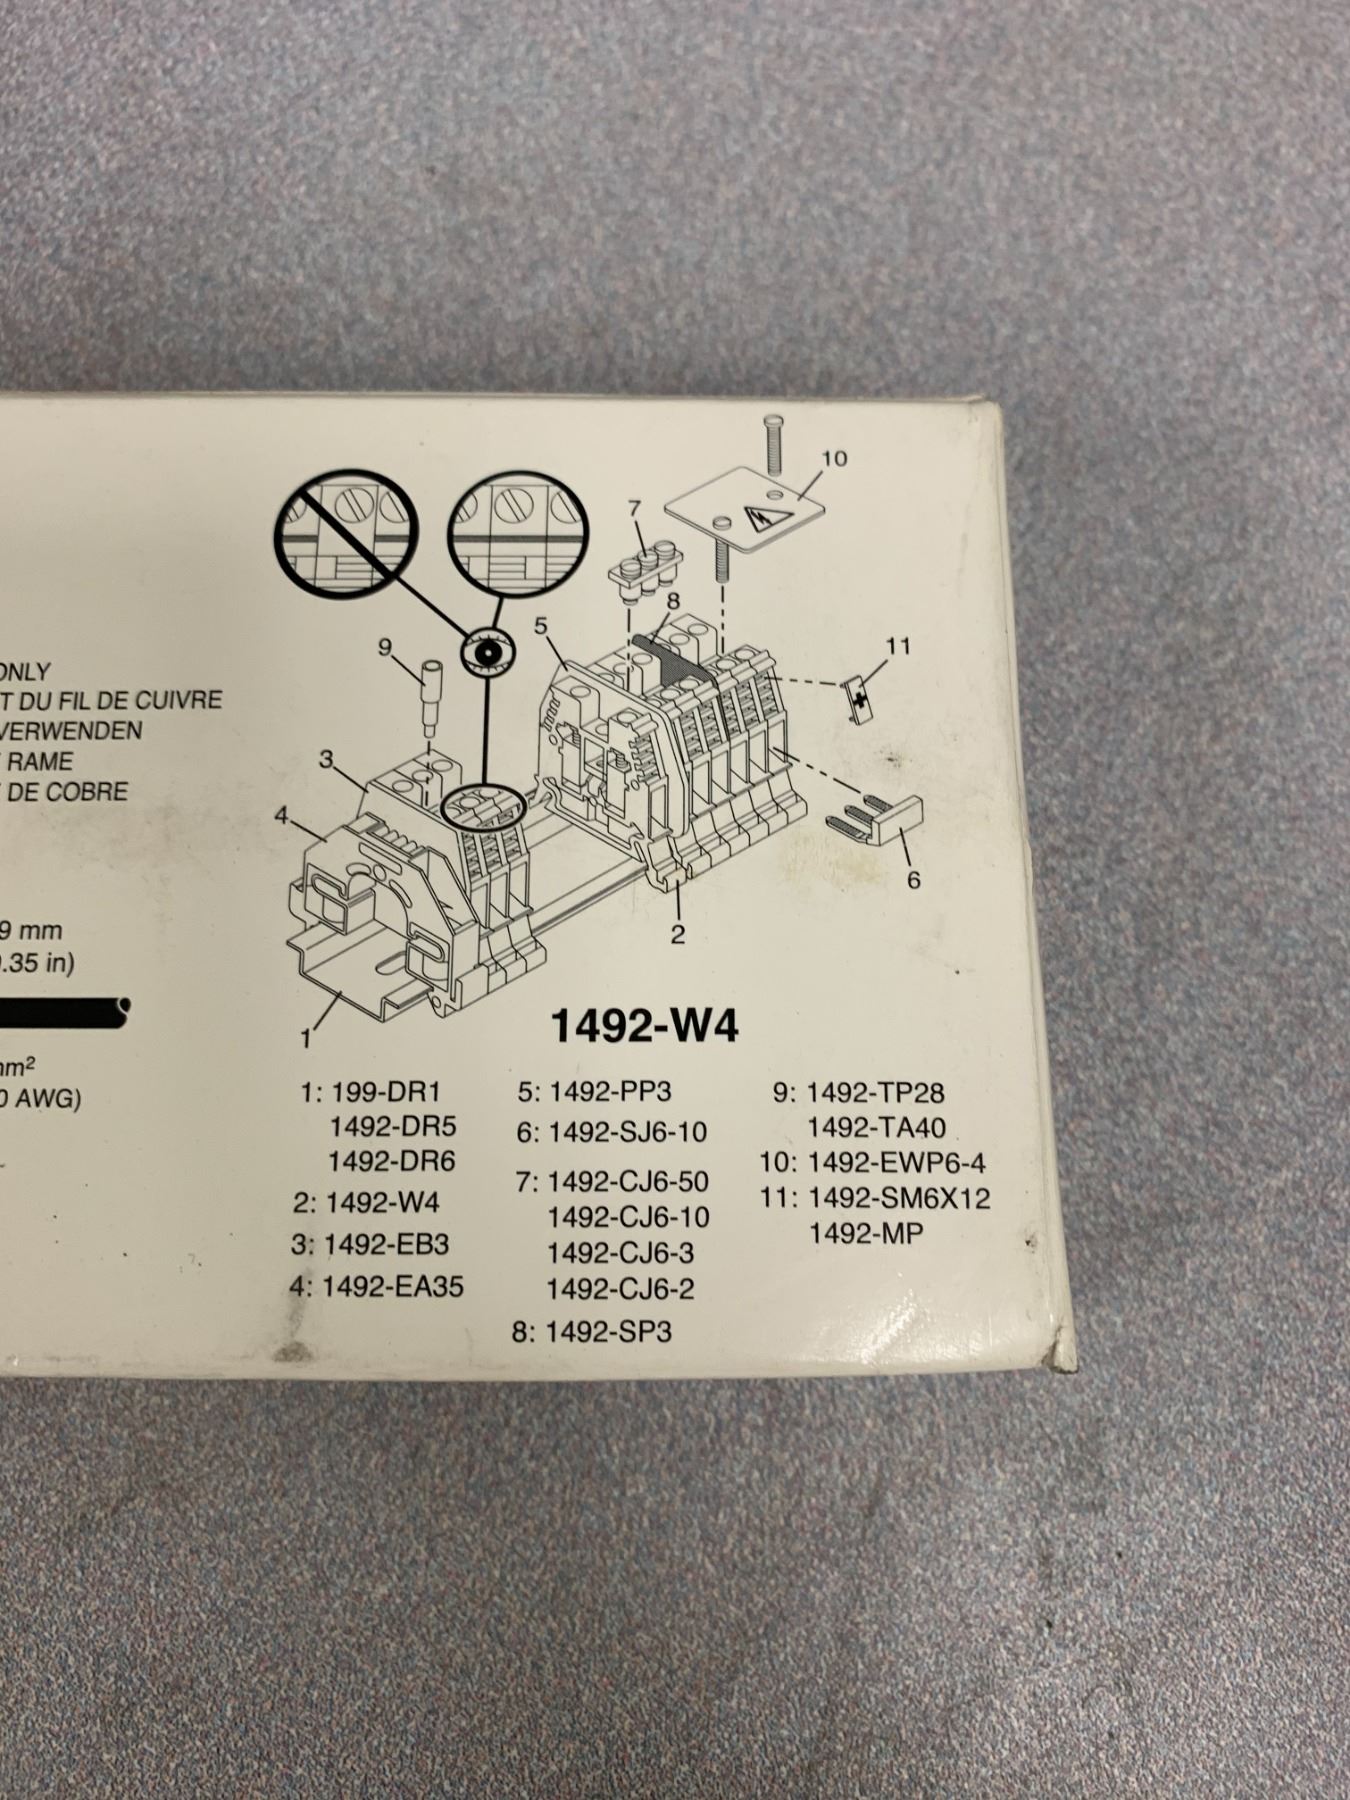 ONLY
T DU FIL DE CUIVRE
VERWENDEN
RAME
DE COBRE
9 mm
.35 in)
mm²
0 AWG)
10
7
8
5
9
11
3
4
6
2
1
1492-W4
1: 199-DR1
1492-DR5
1492-DR6
2: 1492-W4
3: 1492-EB3
4: 1492-EA35
5: 1492-PP3
6: 1492-SJ6-10
7: 1492-CJ6-50
1492-CJ6-10
1492-CJ6-3
1492-CJ6-2
8: 1492-SP3
9: 1492-TP28
1492-TA40
10: 1492-EWP6-4
11: 1492-SM6X12
1492-MP